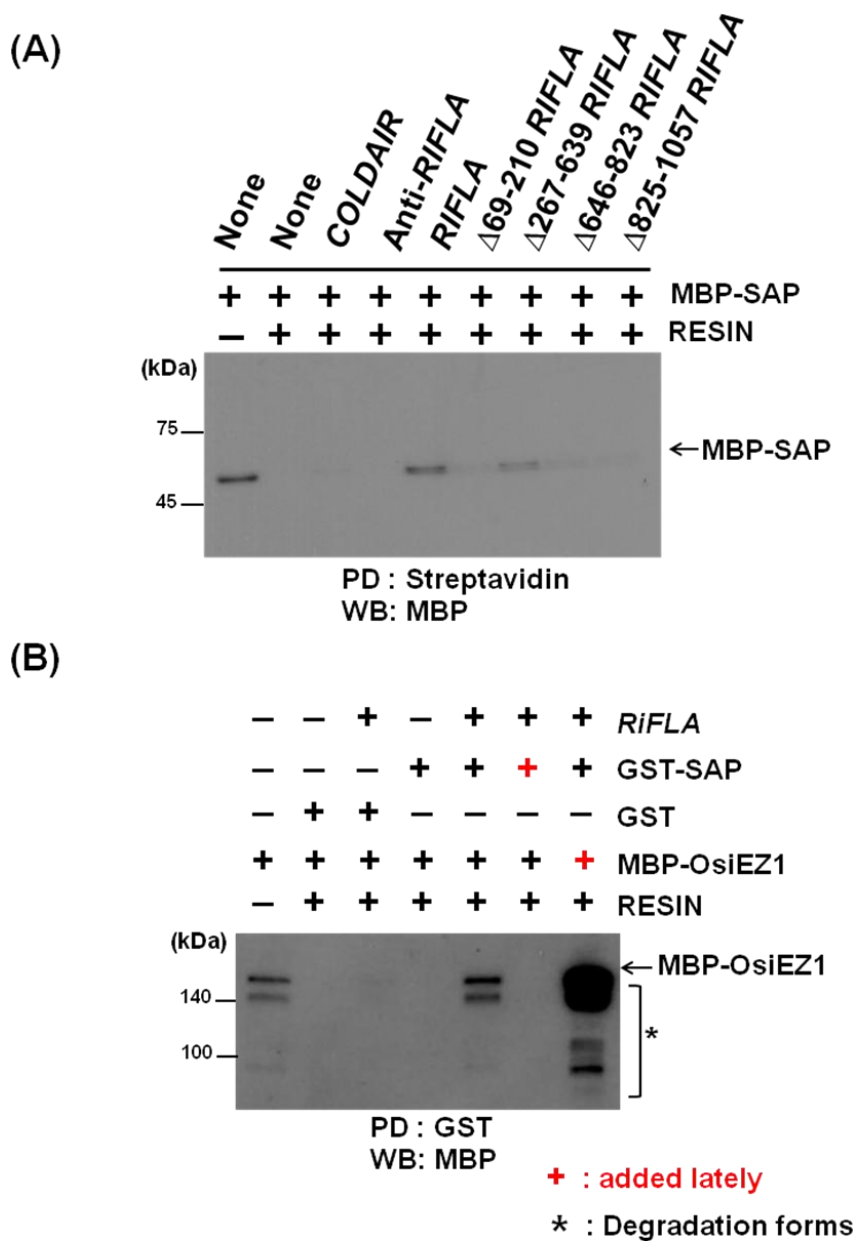 (A)
None
None
COLDAIR
Anti-RIFLA
RIFLA
Δ69-210 RIFLA
Δ267-639 RIFLA
Δ646-823 RIFLA
Δ825-1057 RIFLA
+ + + + + + + + + MBP-SAP
– + + + + + + + + RESIN
(kDa)
75
←MBP-SAP
45
PD : Streptavidin
WB: MBP
(B)
– – + – + + + RiFLA
– – – + + + + GST-SAP
– + + – – – – GST
+ + + + + + + MBP-OsiEZ1
– + + + + + + RESIN
(kDa)
←MBP-OsiEZ1
140
*
100
PD : GST
WB: MBP
+ : added lately
* : Degradation forms